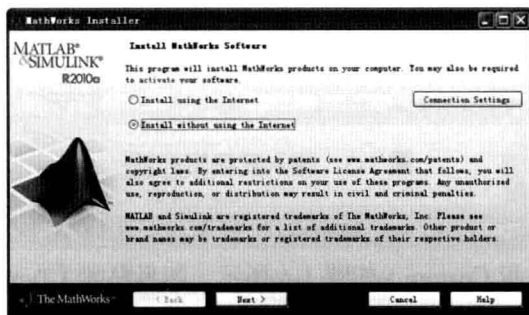 MathWorks Installer
MATLAB®
&SIMULINK®
R2010a
Install MathWorks Software
This program will install MathWorks products on your computer. You may also be required
to activate your software.
Install using the Internet
Connection Settings
Install without using the Internet
MathWorks products are protected by patents (see www.mathworks.com/patents) and
copyright laws. By entering into the Software License Agreement that follows, you will
also agree to additional restrictions on your use of these programs. Any unauthorized
use, reproduction, or distribution may result in civil and criminal penalties.
MATLAB and Simulink are registered trademarks of The MathWorks, Inc. Please see
www.mathworks.com/trademarks for a list of additional trademarks. Other product or
brand names may be trademarks or registered trademarks of their respective holders.
The MathWorks™
< Back
Next >
Cancel
Help